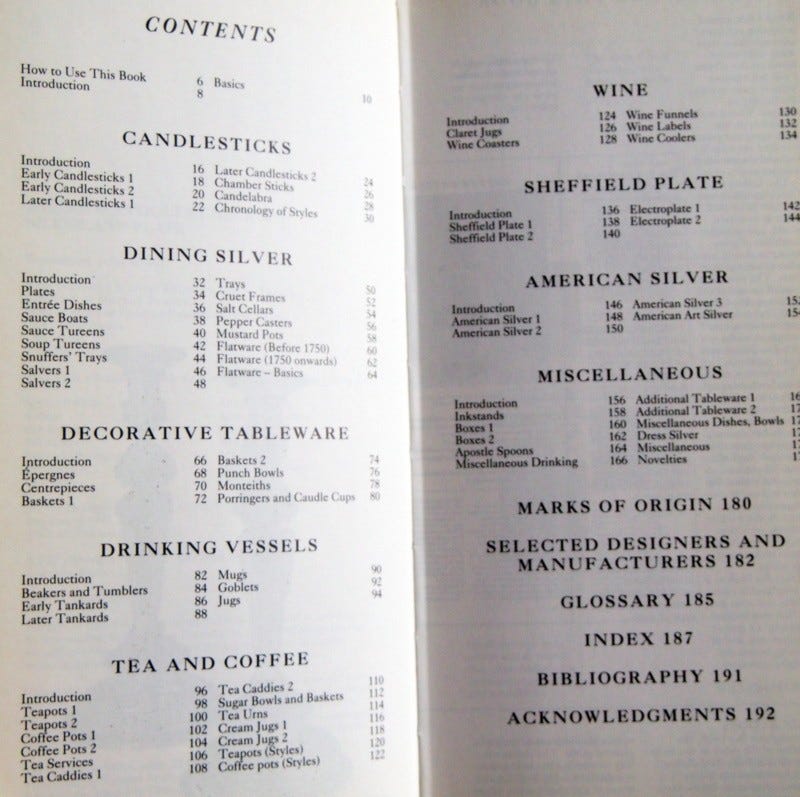 CONTENTS
How to Use This Book 6 Basics 10
Introduction 8
CANDLESTICKS
Introduction 16 Later Candlesticks 2 24
Early Candlesticks 1 18 Chamber Sticks 26
Early Candlesticks 2 20 Candelabra 28
Later Candlesticks 1 22 Chronology of Styles 30
DINING SILVER
Introduction 32 Trays 50
Plates 34 Cruet Frames 52
Entrée Dishes 36 Salt Cellars 54
Sauce Boats 38 Pepper Casters 56
Sauce Tureens 40 Mustard Pots 58
Soup Tureens 42 Flatware (Before 1750) 60
Snuffers' Trays 44 Flatware (1750 onwards) 62
Salvers 1 46 Flatware – Basics 64
Salvers 2 48
DECORATIVE TABLEWARE
Introduction 66 Baskets 2 74
Épergnes 68 Punch Bowls 76
Centrepieces 70 Monteiths 78
Baskets 1 72 Porringers and Caudle Cups 80
DRINKING VESSELS
Introduction 82 Mugs 90
Beakers and Tumblers 84 Goblets 92
Early Tankards 86 Jugs 94
Later Tankards 88
TEA AND COFFEE
Introduction 96 Tea Caddies 2 110
Teapots 1 98 Sugar Bowls and Baskets 112
Teapots 2 100 Tea Urns 114
Coffee Pots 1 102 Cream Jugs 1 116
Coffee Pots 2 104 Cream Jugs 2 118
Tea Services 106 Teapots (Styles) 120
Tea Caddies 1 108 Coffee pots (Styles) 122
WINE
Introduction 124 Wine Funnels 130
Claret Jugs 126 Wine Labels 132
Wine Coasters 128 Wine Coolers 134
SHEFFIELD PLATE
Introduction 136 Electroplate 1 142
Sheffield Plate 1 138 Electroplate 2 144
Sheffield Plate 2 140
AMERICAN SILVER
Introduction 146 American Silver 3
American Silver 1 148 American Art Silver
American Silver 2 150
MISCELLANEOUS
Introduction 156 Additional Tableware 1
Inkstands 158 Additional Tableware 2
Boxes 1 160 Miscellaneous Dishes, Bowls
Boxes 2 162 Dress Silver
Apostle Spoons 164 Miscellaneous
Miscellaneous Drinking 166 Novelties
MARKS OF ORIGIN 180
SELECTED DESIGNERS AND
MANUFACTURERS 182
GLOSSARY 185
INDEX 187
BIBLIOGRAPHY 191
ACKNOWLEDGMENTS 192